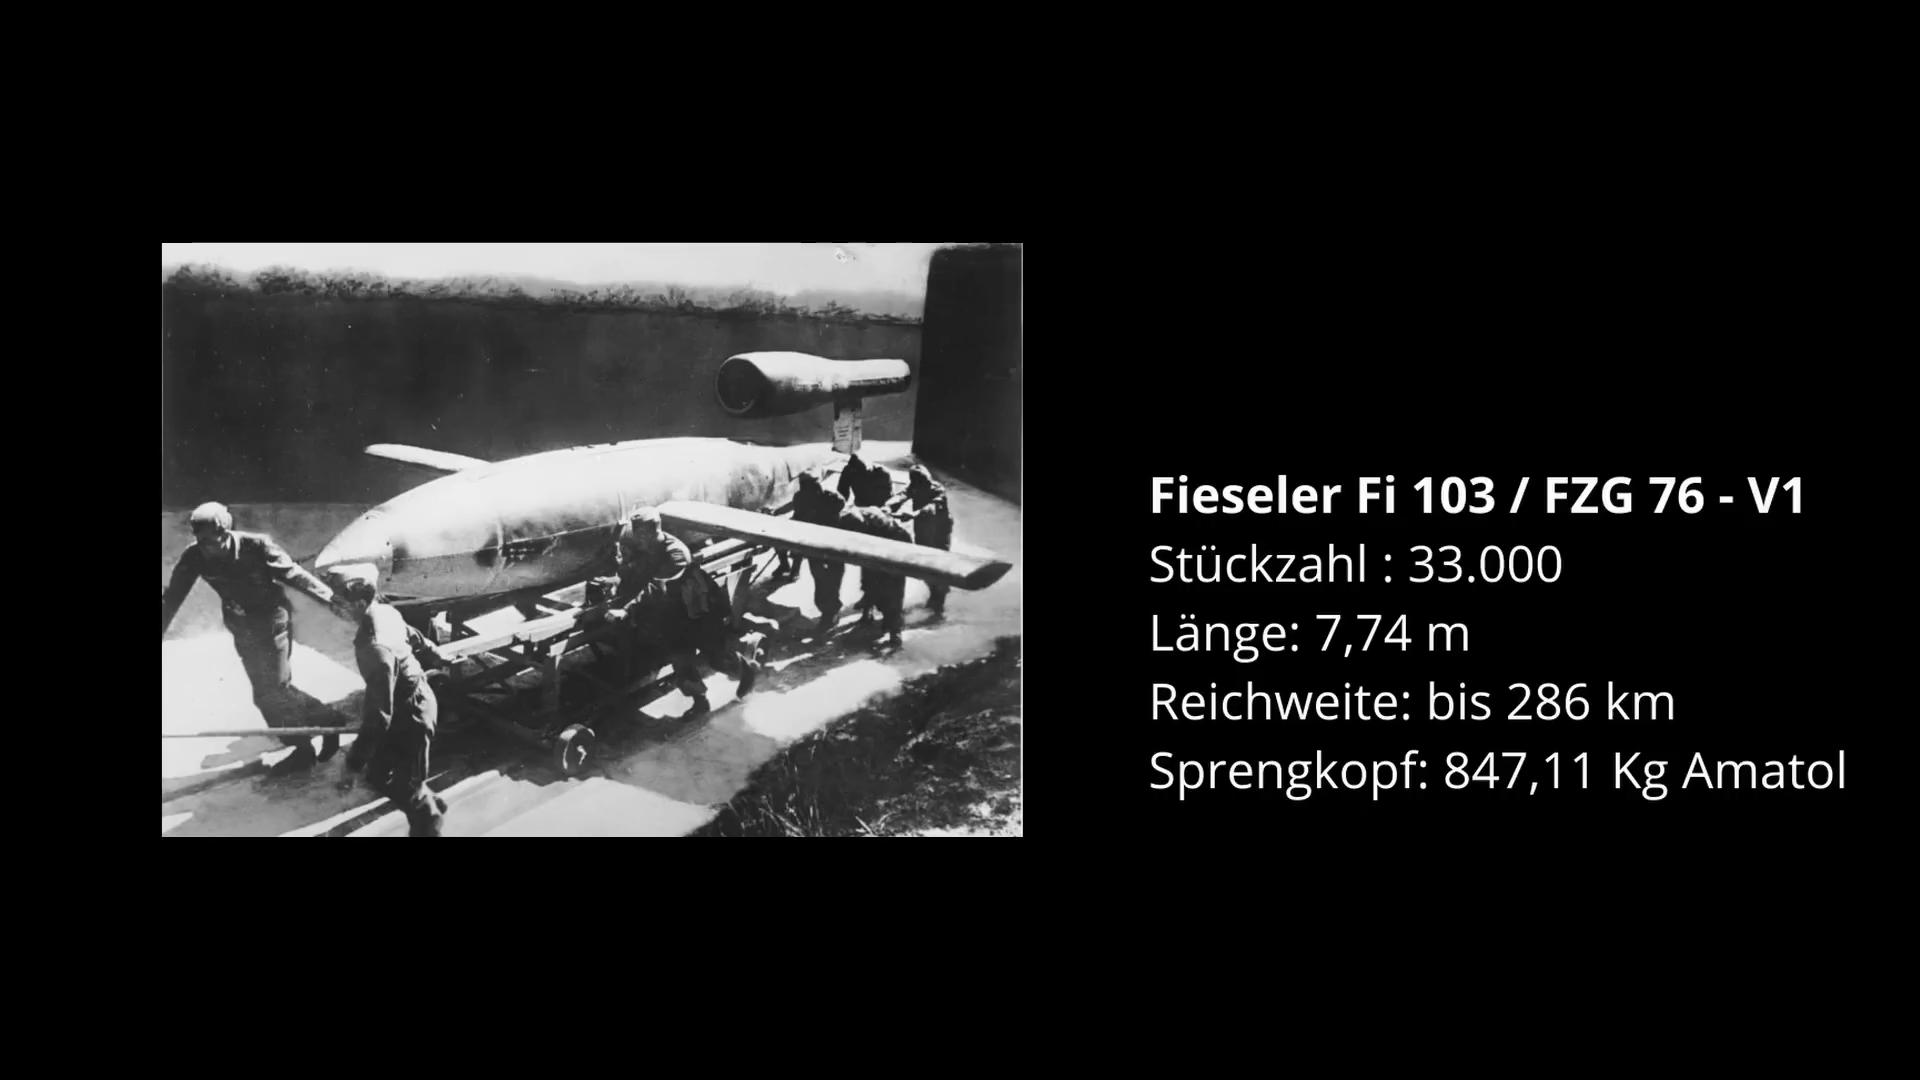 Fieseler Fi 103 / FZG 76 - V1
Stückzahl : 33.000
Länge: 7,74 m
Reichweite: bis 286 km
Sprengkopf: 847,11 Kg Amatol